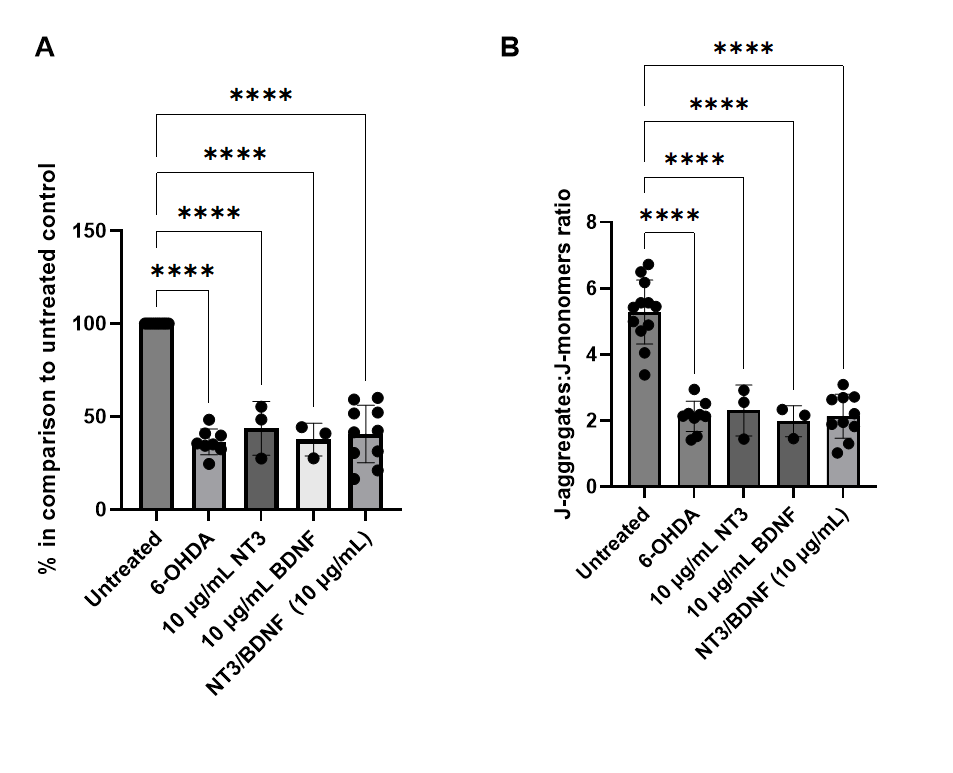 A
% in comparison to untreated control
150
100
50
0
****
****
****
****
Untreated
6-OHDA
10 µg/mL NT3
10 µg/mL BDNF
NT3/BDNF (10 µg/mL)
B
J-aggregates:J-monomers ratio
8
6
4
2
0
****
****
****
****
Untreated
6-OHDA
10 µg/mL NT3
10 µg/mL BDNF
NT3/BDNF (10 µg/mL)